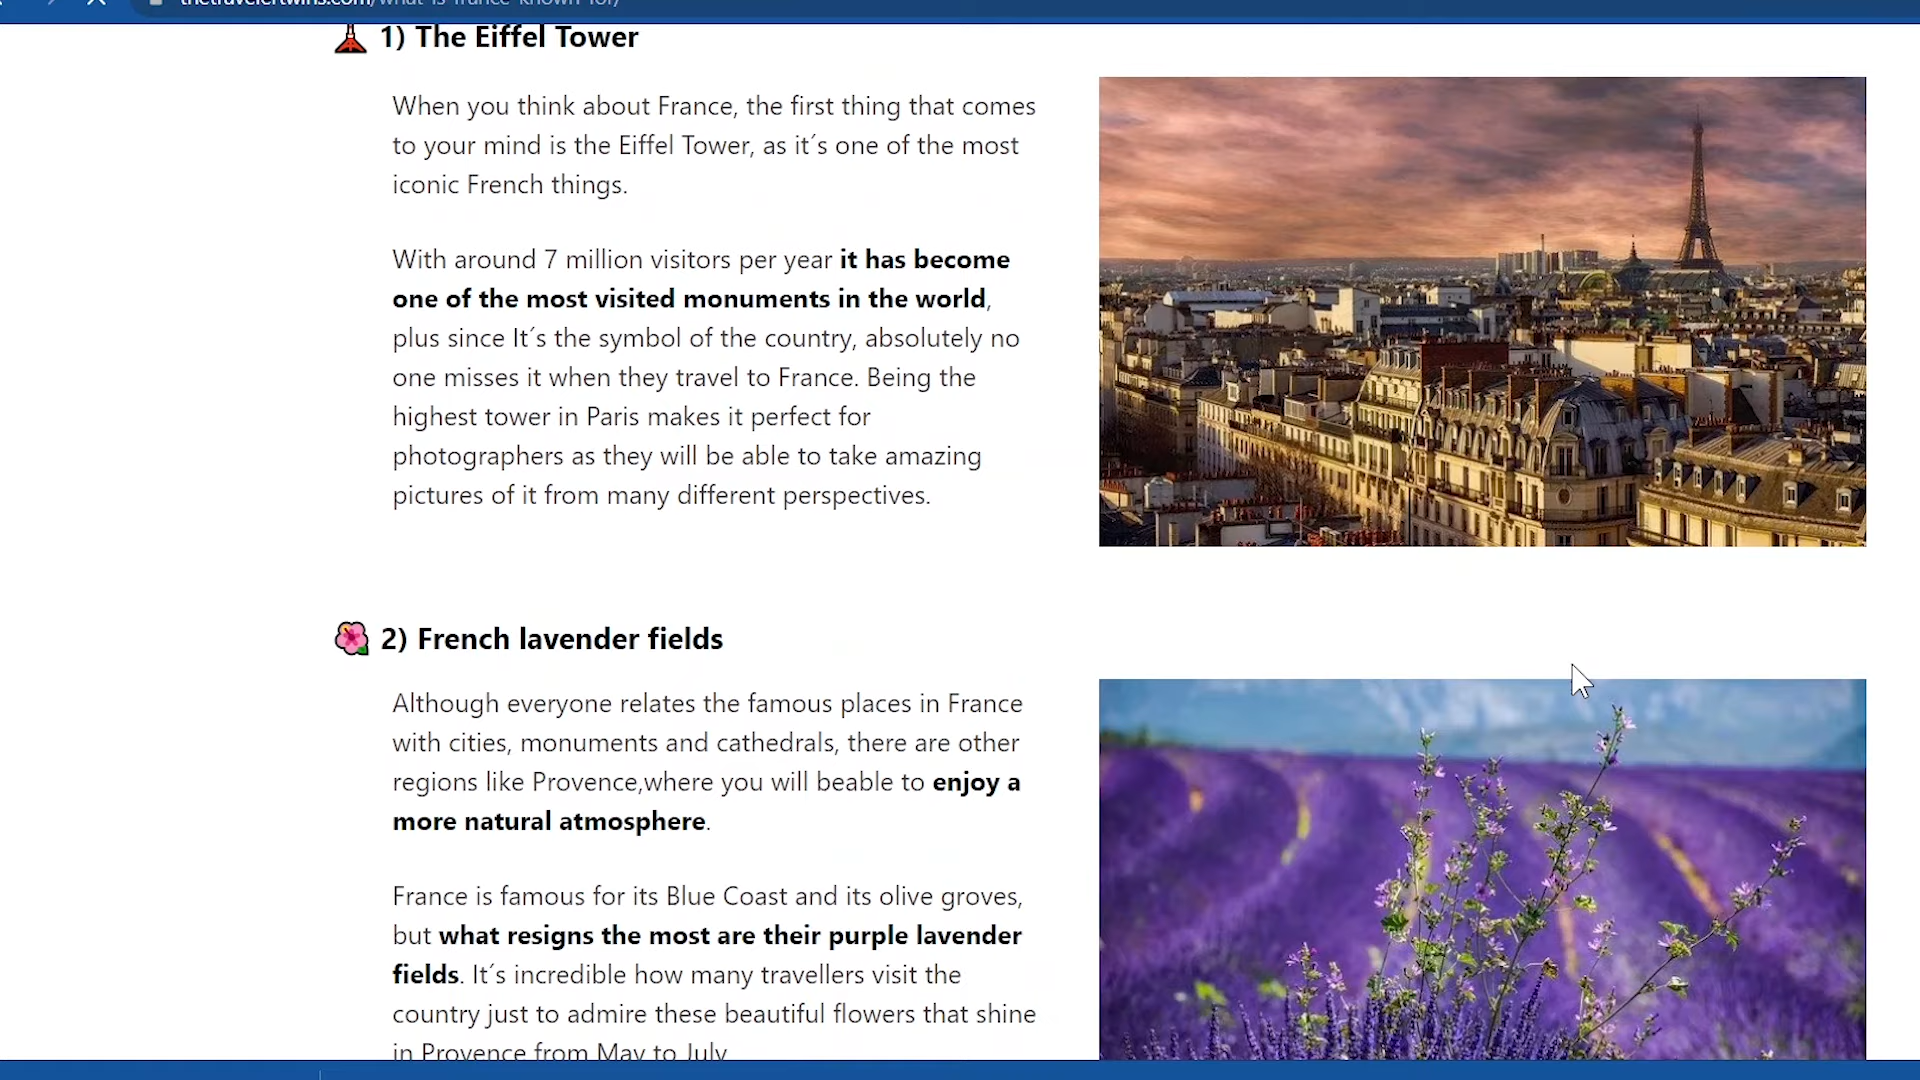 thetravelertwins.com/what-is-france-known-for/
1) The Eiffel Tower
When you think about France, the first thing that comes
to your mind is the Eiffel Tower, as it´s one of the most
iconic French things.
With around 7 million visitors per year it has become
one of the most visited monuments in the world,
plus since It´s the symbol of the country, absolutely no
one misses it when they travel to France. Being the
highest tower in Paris makes it perfect for
photographers as they will be able to take amazing
pictures of it from many different perspectives.
2) French lavender fields
Although everyone relates the famous places in France
with cities, monuments and cathedrals, there are other
regions like Provence,where you will beable to enjoy a
more natural atmosphere.
France is famous for its Blue Coast and its olive groves,
but what resigns the most are their purple lavender
fields. It´s incredible how many travellers visit the
country just to admire these beautiful flowers that shine
in Provence from May to July